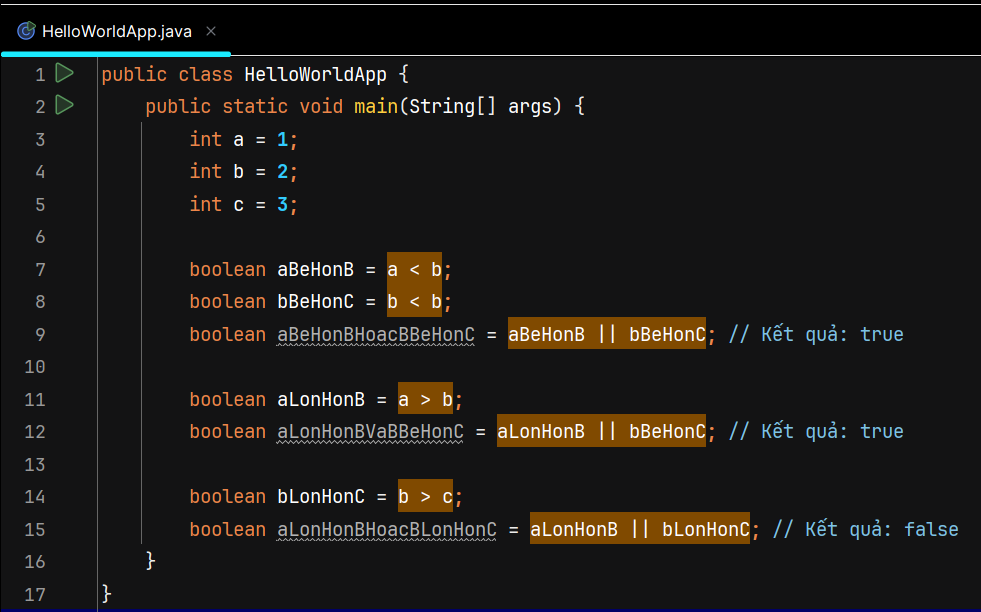 HelloWorldApp.java ×
1 public class HelloWorldApp {
2     public static void main(String[] args) {
3         int a = 1;
4         int b = 2;
5         int c = 3;
6
7         boolean aBeHonB = a < b;
8         boolean bBeHonC = b < b;
9         boolean aBeHonBHoacBBeHonC = aBeHonB || bBeHonC; // Kết quả: true
10
11         boolean aLonHonB = a > b;
12         boolean aLonHonBVaBBeHonC = aLonHonB || bBeHonC; // Kết quả: true
13
14         boolean bLonHonC = b > c;
15         boolean aLonHonBHoacBLonHonC = aLonHonB || bLonHonC; // Kết quả: false
16     }
17 }